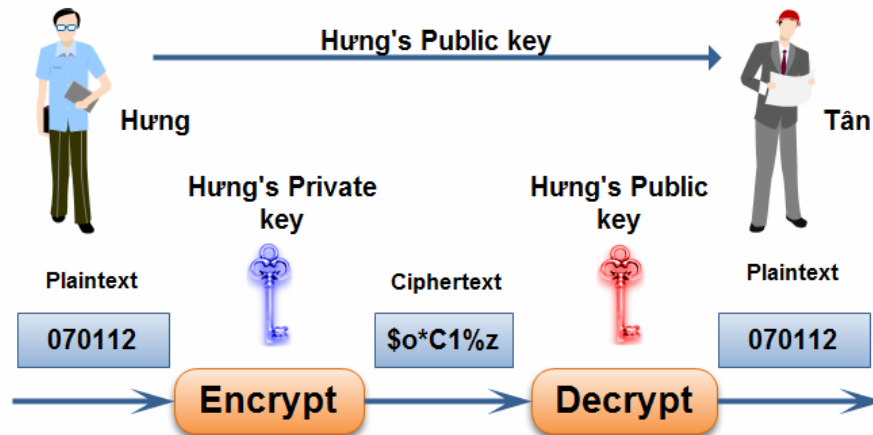 Hưng's Public key
Hưng
Tân
Hưng's Private
key
Hưng's Public
key
Plaintext
Ciphertext
Plaintext
070112
$o*C1%z
070112
Encrypt
Decrypt